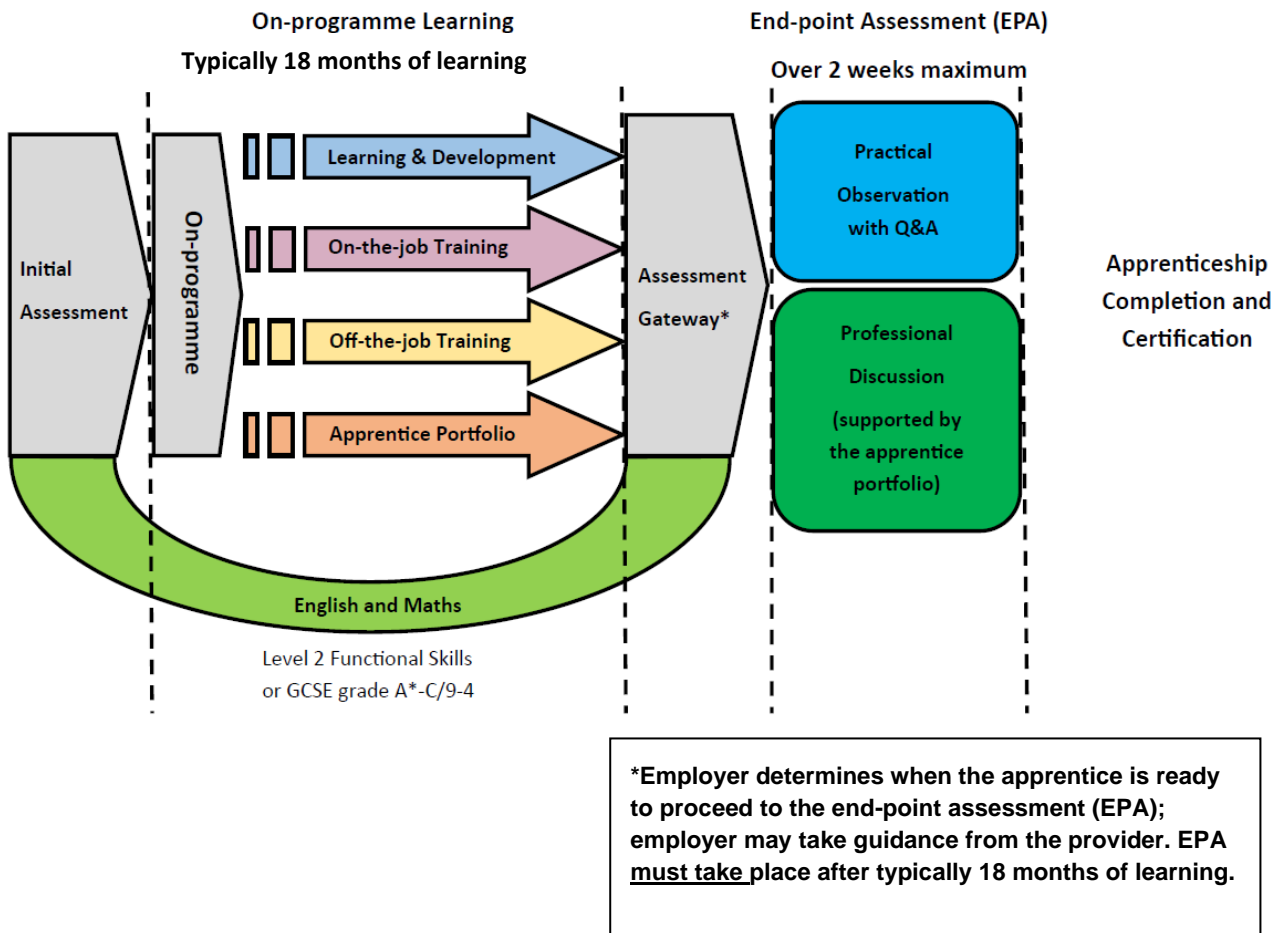 On-programme Learning
Typically 18 months of learning
End-point Assessment (EPA)
Over 2 weeks maximum
Initial
Assessment
On-programme
Learning & Development
On-the-job Training
Off-the-job Training
Apprentice Portfolio
Assessment
Gateway*
Practical
Observation
with Q&A
Professional
Discussion
(supported by
the apprentice
portfolio)
Apprenticeship
Completion and
Certification
English and Maths
Level 2 Functional Skills
or GCSE grade A*-C/9-4
*Employer determines when the apprentice is ready
to proceed to the end-point assessment (EPA);
employer may take guidance from the provider. EPA
must take place after typically 18 months of learning.